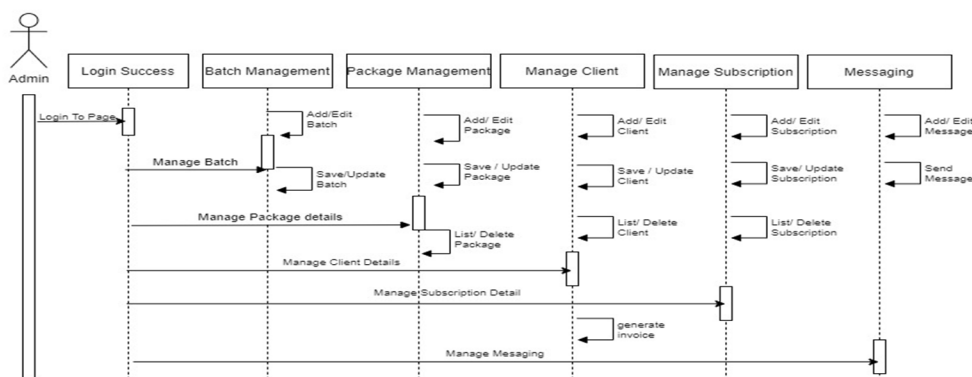 Admin
Login Success
Batch Management
Package Management
Manage Client
Manage Subscription
Messaging
Login To Page
Add/Edit
Batch
Add/ Edit
Package
Add/ Edit
Client
Add/ Edit
Subscription
Add/ Edit
Message
Manage Batch
Save/Update
Batch
Save / Update
Package
Save / Update
Client
Save/ Update
Subscription
Send
Message
Manage Package details
List/ Delete
Package
List/ Delete
Client
List/ Delete
Subscription
Manage Client Details
Manage Subscription Detail
generate
invoice
Manage Mesaging